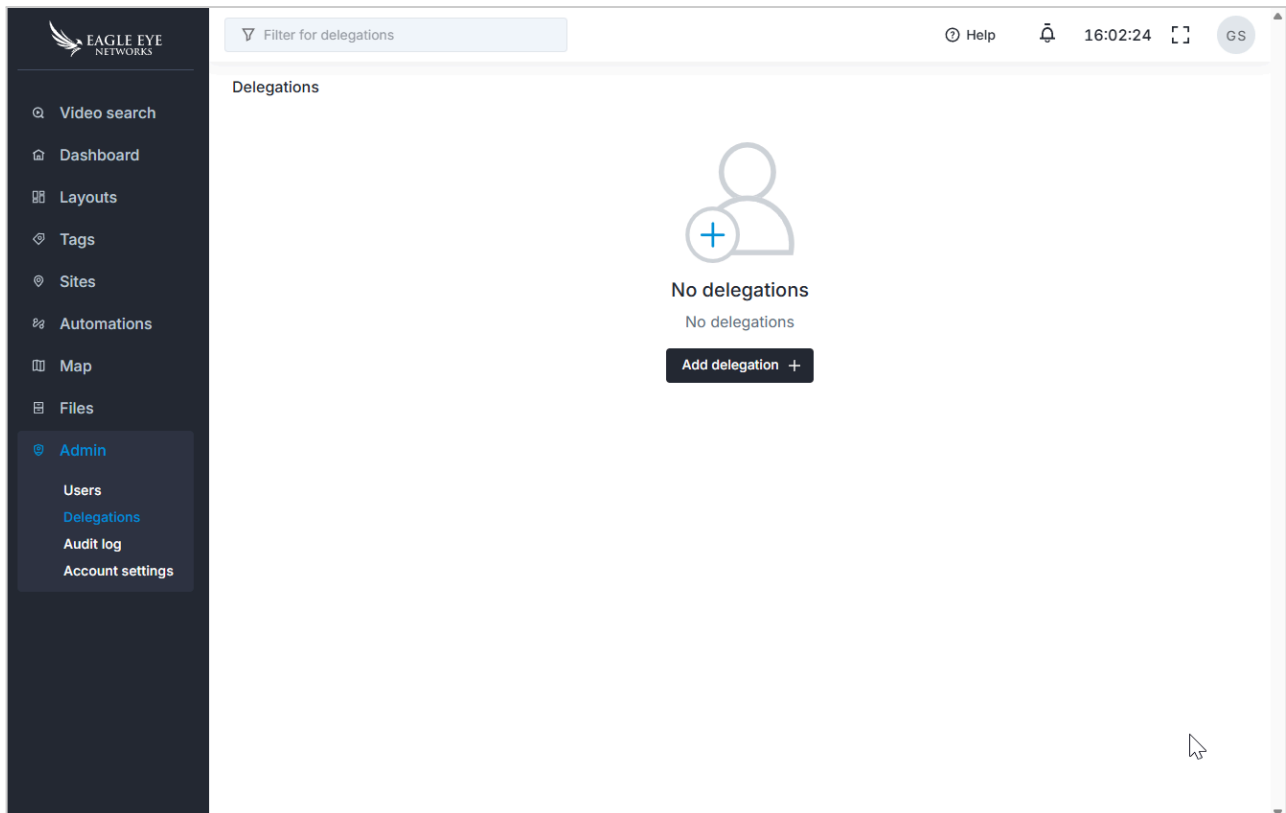 EAGLE EYE
NETWORKS
Filter for delegations
Help
16:02:24
GS
Video search
Dashboard
Layouts
Tags
Sites
Automations
Map
Files
Admin
Users
Delegations
Audit log
Account settings
Delegations
No delegations
No delegations
Add delegation +